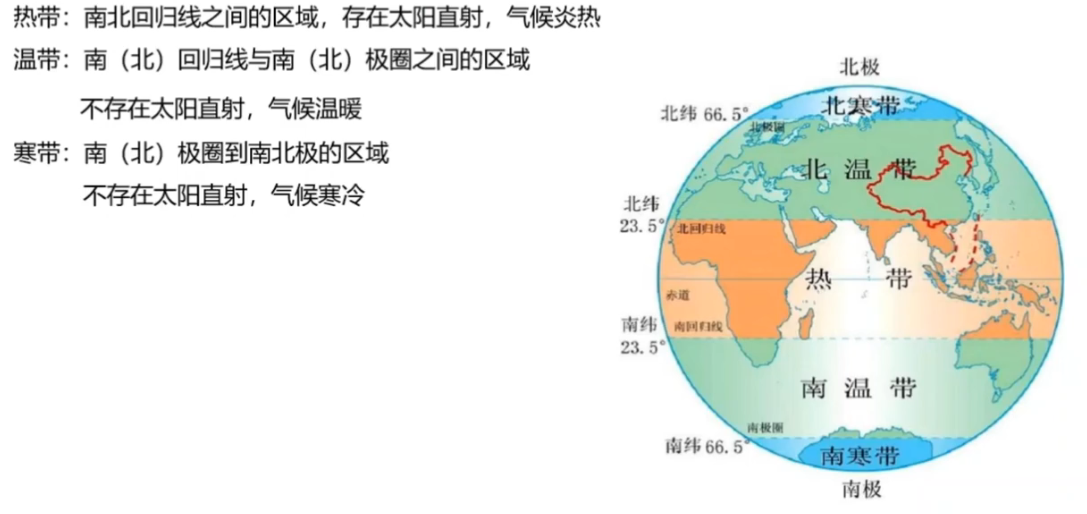 热带：南北回归线之间的区域，存在太阳直射，气候炎热
温带：南（北）回归线与南（北）极圈之间的区域
不存在太阳直射，气候温暖
寒带：南（北）极圈到南北极的区域
不存在太阳直射，气候寒冷
北极
北纬 66.5°
北寒带
北极圈
北温带
北纬
23.5°
北回归线
热带
赤道
南纬
23.5°
南回归线
南温带
南极圈
南纬 66.5°
南寒带
南极